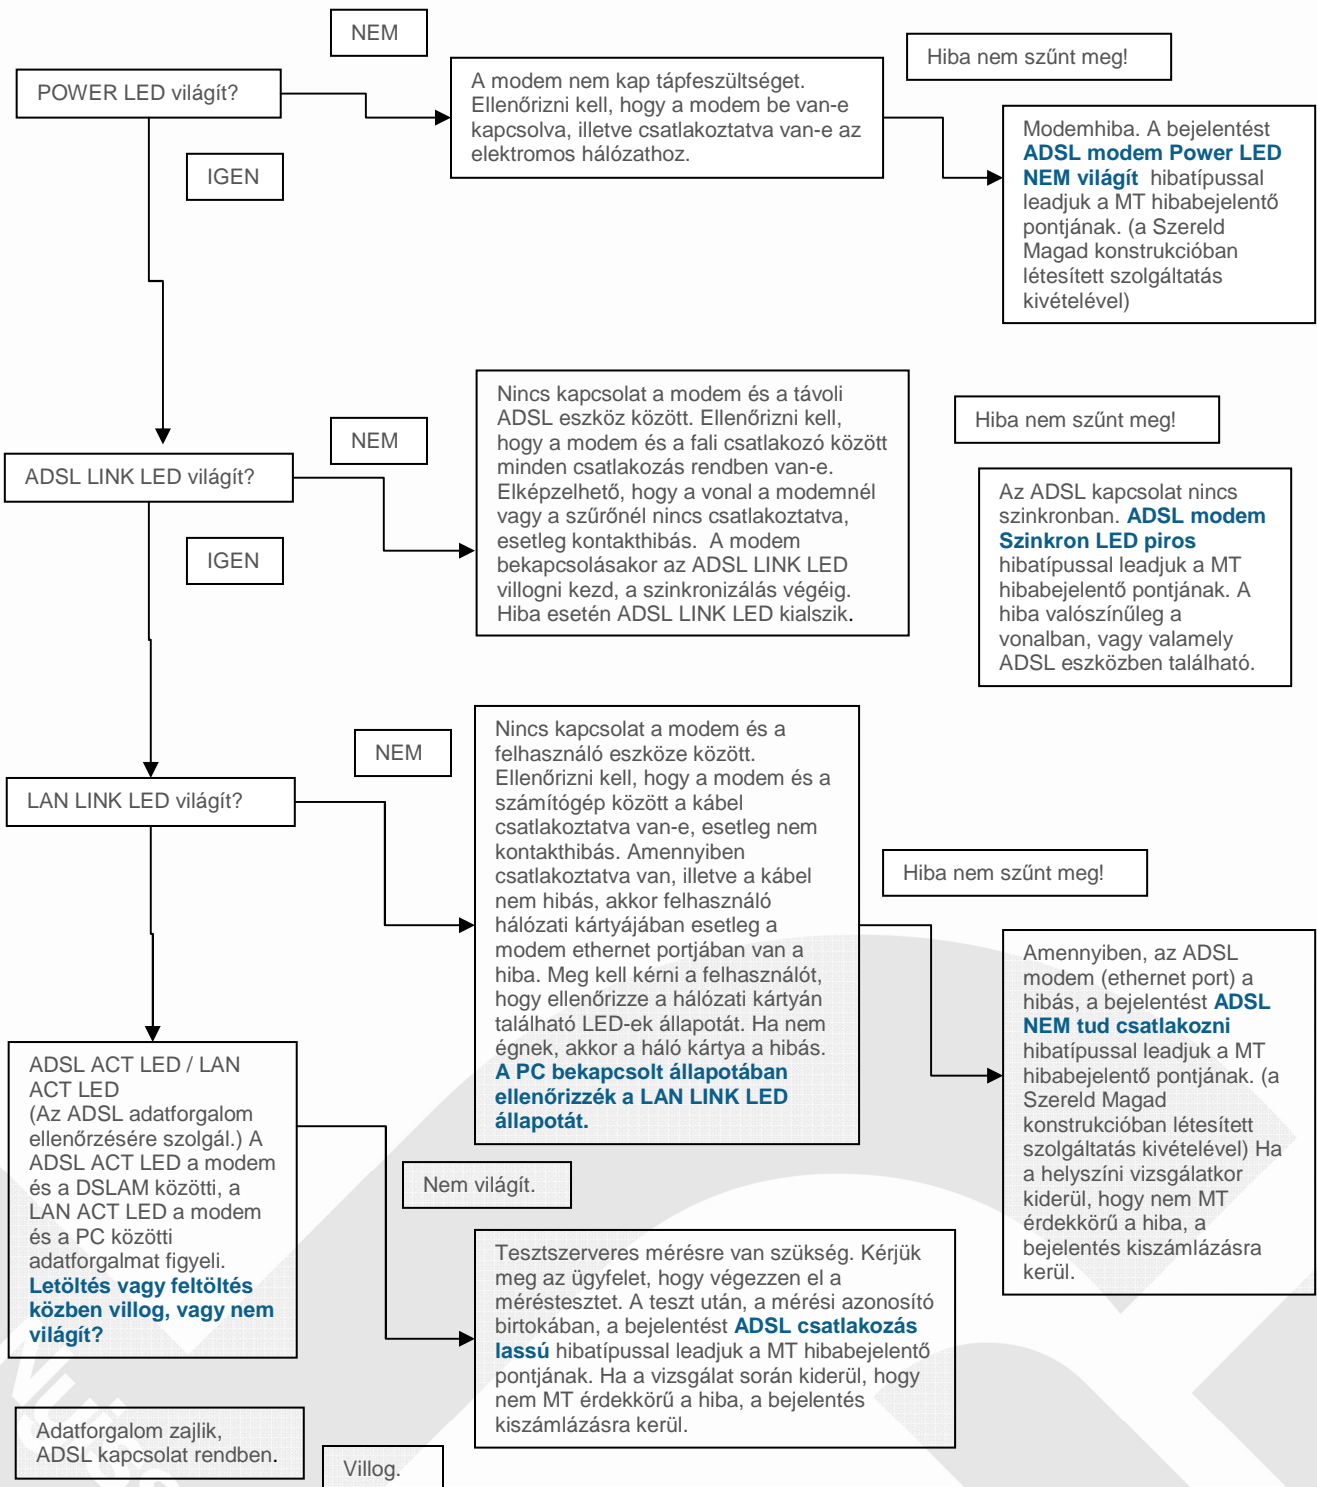 NEM
POWER LED világít?
IGEN
A modem nem kap tápfeszültséget.
Ellenőrizni kell, hogy a modem be van-e
kapcsolva, illetve csatlakoztatva van-e az
elektromos hálózathoz.
Hiba nem szűnt meg!
Modemhiba. A bejelentést
ADSL modem Power LED
NEM világít hibatípussal
leadjuk a MT hibabejelentő
pontjának. (a Szereld
Magad konstrukcióban
létesített szolgáltatás
kivételével)
NEM
ADSL LINK LED világít?
IGEN
Nincs kapcsolat a modem és a távoli
ADSL eszköz között. Ellenőrizni kell,
hogy a modem és a fali csatlakozó között
minden csatlakozás rendben van-e.
Elképzelhető, hogy a vonal a modemnél
vagy a szűrőnél nincs csatlakoztatva,
esetleg kontakthibás. A modem
bekapcsolásakor az ADSL LINK LED
villogni kezd, a szinkronizálás végéig.
Hiba esetén ADSL LINK LED kialszik.
Hiba nem szűnt meg!
Az ADSL kapcsolat nincs
szinkronban. ADSL modem
Szinkron LED piros
hibatípussal leadjuk a MT
hibabejelentő pontjának. A
hiba valószínűleg a
vonalban, vagy valamely
ADSL eszközben található.
NEM
LAN LINK LED világít?
Nincs kapcsolat a modem és a
felhasználó eszköze között.
Ellenőrizni kell, hogy a modem és a
számítógép között a kábel
csatlakoztatva van-e, esetleg nem
kontakthibás. Amennyiben
csatlakoztatva van, illetve a kábel
nem hibás, akkor felhasználó
hálózati kártyájában esetleg a
modem ethernet portjában van a
hiba. Meg kell kérni a felhasználót,
hogy ellenőrizze a hálózati kártyán
található LED-ek állapotát. Ha nem
égnek, akkor a háló kártya a hibás.
A PC bekapcsolt állapotában
ellenőrizzék a LAN LINK LED
állapotát.
Hiba nem szűnt meg!
Amennyiben, az ADSL
modem (ethernet port) a
hibás, a bejelentést ADSL
NEM tud csatlakozni
hibatípussal leadjuk a MT
hibabejelentő pontjának. (a
Szereld Magad
konstrukcióban létesített
szolgáltatás kivételével) Ha
a helyszíni vizsgálatkor
kiderül, hogy nem MT
érdekkörű a hiba, a
bejelentés kiszámlázásra
kerül.
ADSL ACT LED / LAN
ACT LED
(Az ADSL adatforgalom
ellenőrzésére szolgál.) A
ADSL ACT LED a modem
és a DSLAM közötti, a
LAN ACT LED a modem
és a PC közötti
adatforgalmat figyeli.
Letöltés vagy feltöltés
közben villog, vagy nem
világít?
Nem világít.
Tesztszerveres mérésre van szükség. Kérjük
meg az ügyfelet, hogy végezzen el a
méréstesztet. A teszt után, a mérési azonosító
birtokában, a bejelentést ADSL csatlakozás
lassú hibatípussal leadjuk a MT hibabejelentő
pontjának. Ha a vizsgálat során kiderül, hogy
nem MT érdekkörű a hiba, a bejelentés
kiszámlázásra kerül.
Adatforgalom zajlik,
ADSL kapcsolat rendben.
Villog.